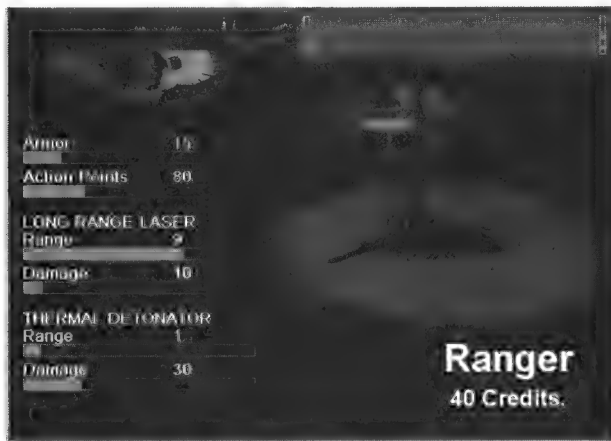 Armor 15
Action Points 80
LONG RANGE LASER
Range 9
Damage 10
THERMAL DETONATOR
Range 1
Damage 30
Ranger
40 Credits.